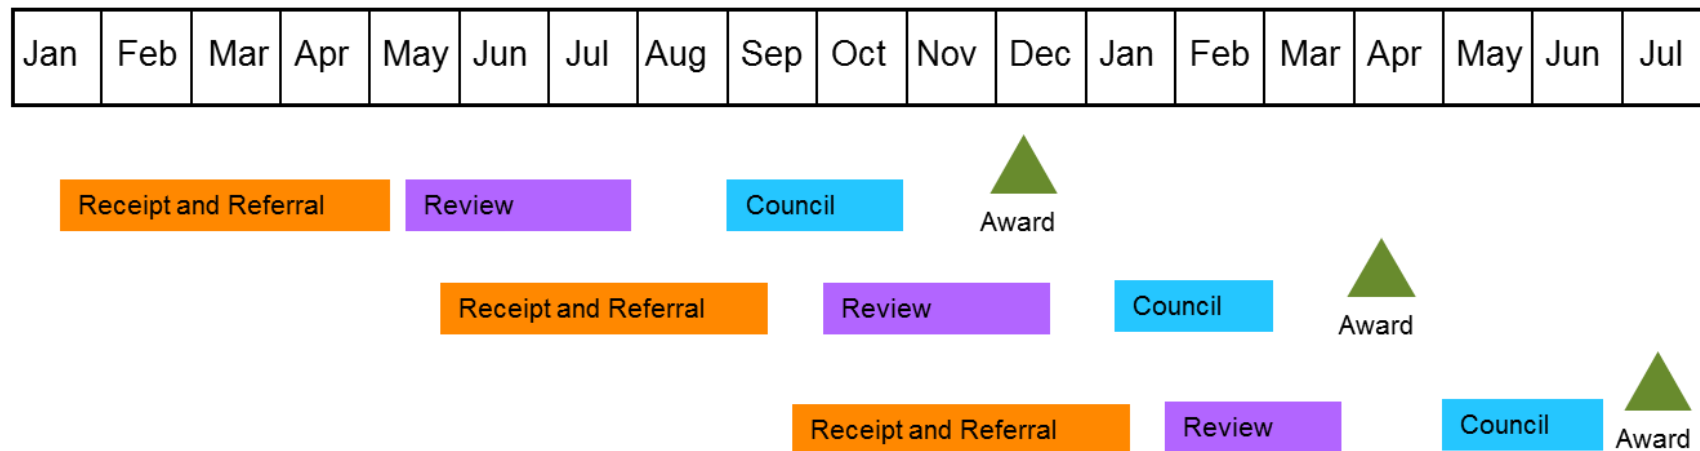 Jan Feb Mar Apr May Jun Jul Aug Sep Oct Nov Dec Jan Feb Mar Apr May Jun Jul
Receipt and Referral Review Council
Award
Receipt and Referral Review Council
Award
Receipt and Referral Review Council
Award